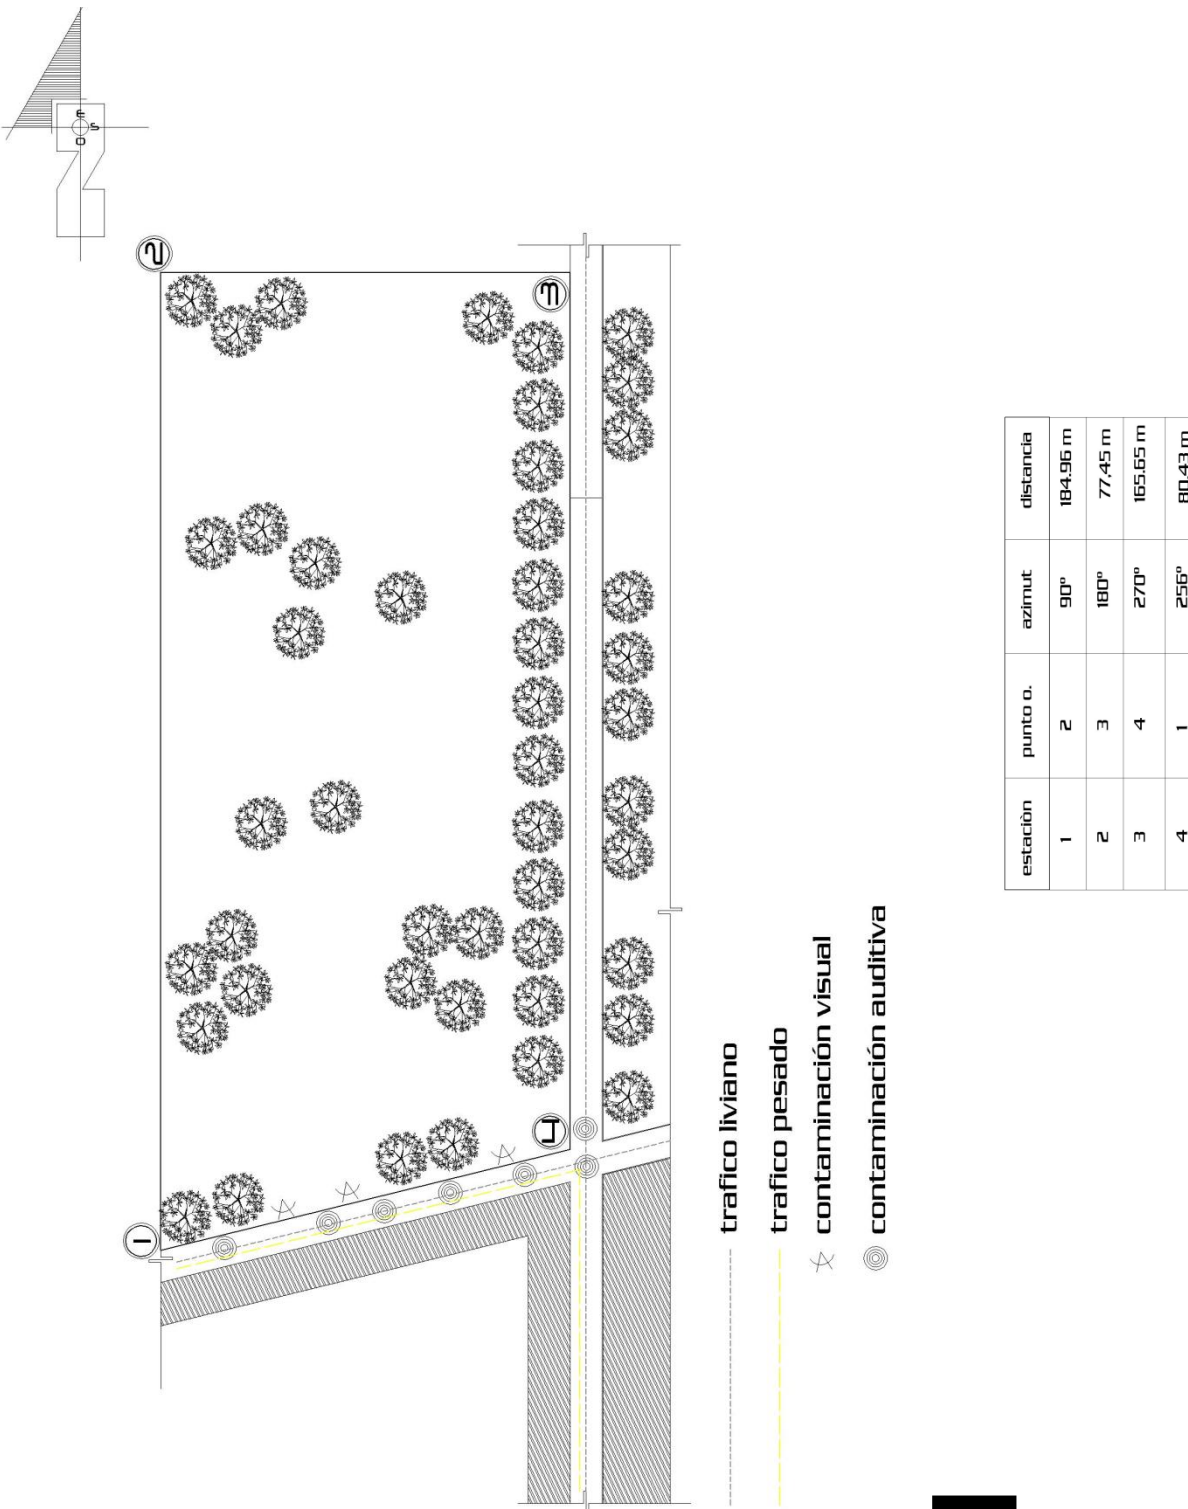 E
S
O
N
2
3
1
4
trafico liviano
trafico pesado
contaminación visual
contaminación auditiva
estaciòn punto o. azimut distancia
1 2 90º 184.96 m
2 3 180º 77.45 m
3 4 270º 165.65 m
4 1 256º 80.43 m